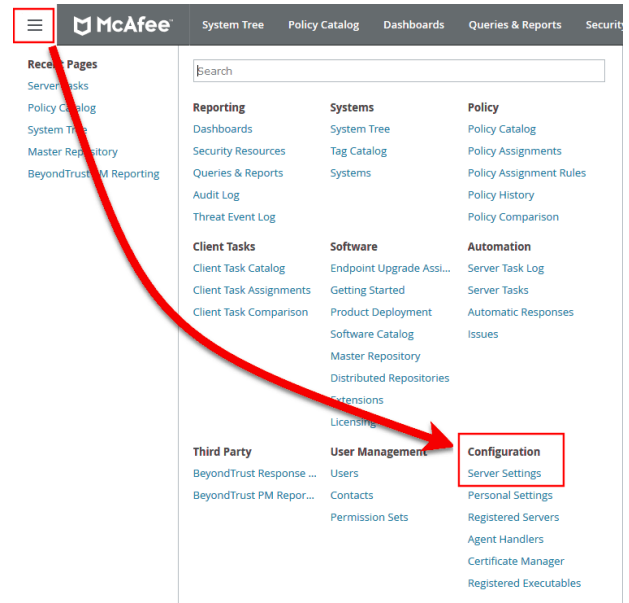 McAfee System Tree Policy Catalog Dashboards Queries & Reports Security
Recent Pages
Server Tasks
Policy Catalog
System Tree
Master Repository
BeyondTrust PM Reporting
Search
Reporting
Dashboards
Security Resources
Queries & Reports
Audit Log
Threat Event Log
Systems
System Tree
Tag Catalog
Systems
Policy
Policy Catalog
Policy Assignments
Policy Assignment Rules
Policy History
Policy Comparison
Client Tasks
Client Task Catalog
Client Task Assignments
Client Task Comparison
Software
Endpoint Upgrade Assi...
Getting Started
Product Deployment
Software Catalog
Master Repository
Distributed Repositories
Extensions
Licensing
Automation
Server Task Log
Server Tasks
Automatic Responses
Issues
Third Party
BeyondTrust Response ...
BeyondTrust PM Repor...
User Management
Users
Contacts
Permission Sets
Configuration
Server Settings
Personal Settings
Registered Servers
Agent Handlers
Certificate Manager
Registered Executables